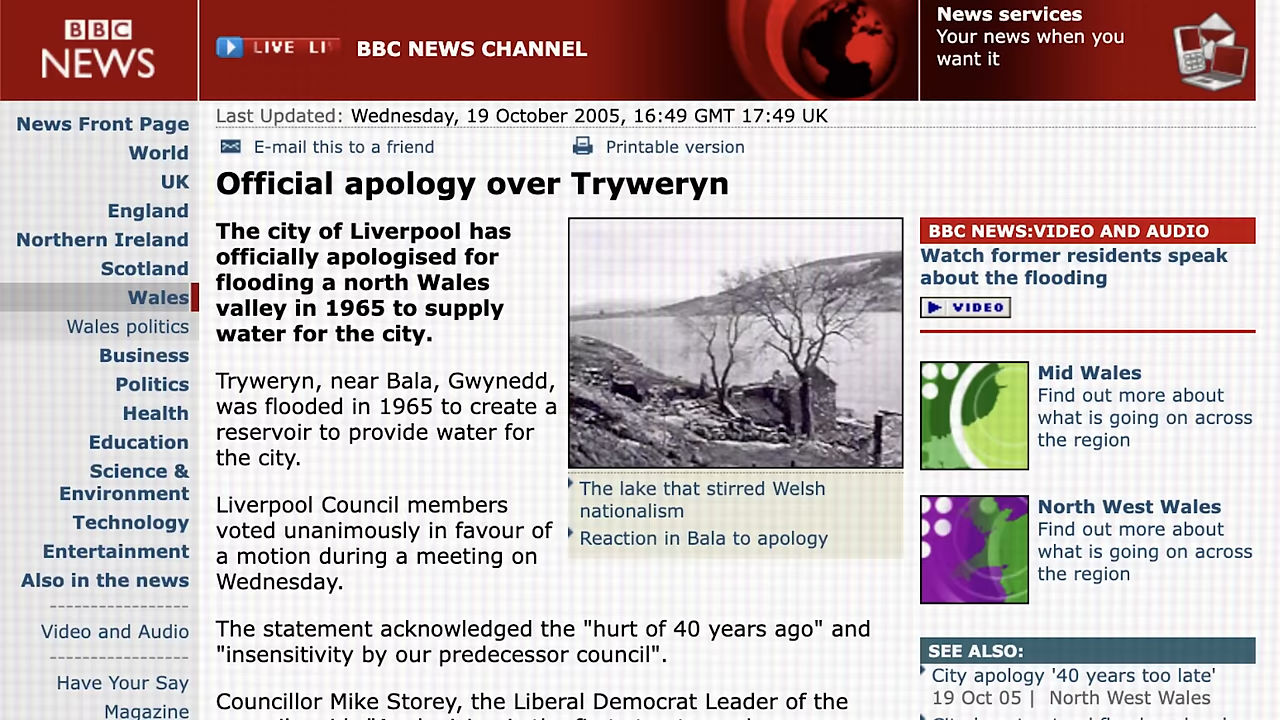 BBC
NEWS
LIVE
BBC NEWS CHANNEL
News services
Your news when you
want it
News Front Page
World
UK
England
Northern Ireland
Scotland
Wales
Wales politics
Business
Politics
Health
Education
Science &
Environment
Technology
Entertainment
Also in the news
----------------
Video and Audio
----------------
Have Your Say
Magazine
Last Updated: Wednesday, 19 October 2005, 16:49 GMT 17:49 UK
E-mail this to a friend
Printable version
Official apology over Tryweryn
The city of Liverpool has
officially apologised for
flooding a north Wales
valley in 1965 to supply
water for the city.
Tryweryn, near Bala, Gwynedd,
was flooded in 1965 to create a
reservoir to provide water for
the city.
Liverpool Council members
voted unanimously in favour of
a motion during a meeting on
Wednesday.
The lake that stirred Welsh
nationalism
Reaction in Bala to apology
The statement acknowledged the "hurt of 40 years ago" and
"insensitivity by our predecessor council".
Councillor Mike Storey, the Liberal Democrat Leader of the
BBC NEWS:VIDEO AND AUDIO
Watch former residents speak
about the flooding
VIDEO
Mid Wales
Find out more about
what is going on across
the region
North West Wales
Find out more about
what is going on across
the region
SEE ALSO:
City apology '40 years too late'
19 Oct 05 | North West Wales